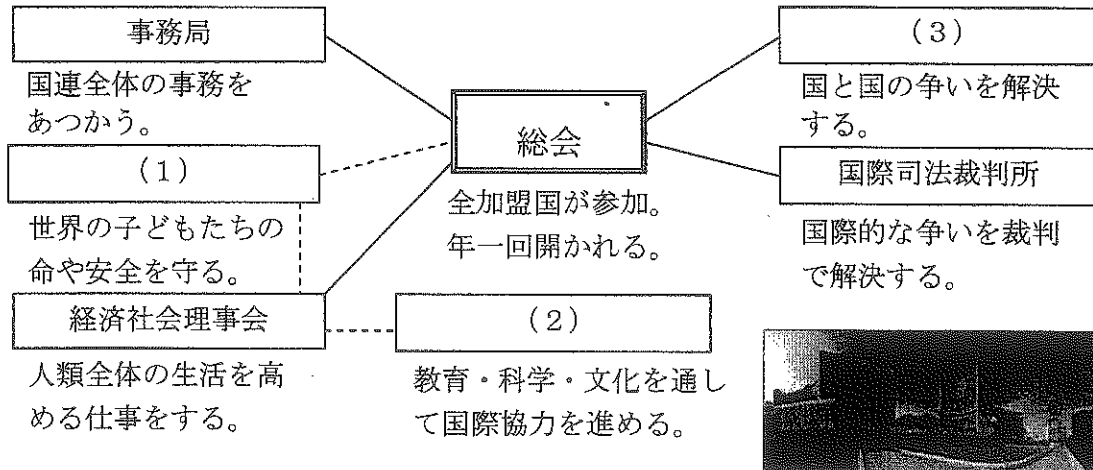 事務局
国連全体の事務を
あつかう。
(1)
世界の子どもたちの
命や安全を守る。
経済社会理事会
人類全体の生活を高
める仕事をする。
総会
全加盟国が参加。
年一回開かれる。
(2)
教育・科学・文化を通し
て国際協力を進める。
(3)
国と国の争いを解決
する。
国際司法裁判所
国際的な争いを裁判
で解決する。